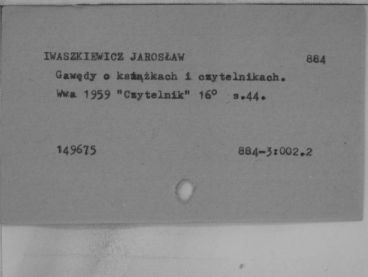 IWASZKIEWICZ JAROSŁAW 884
Gawędy o książkach i czytelnikach.
Wwa 1959 "Czytelnik" 16° s.44.
149675 884-3:002.2